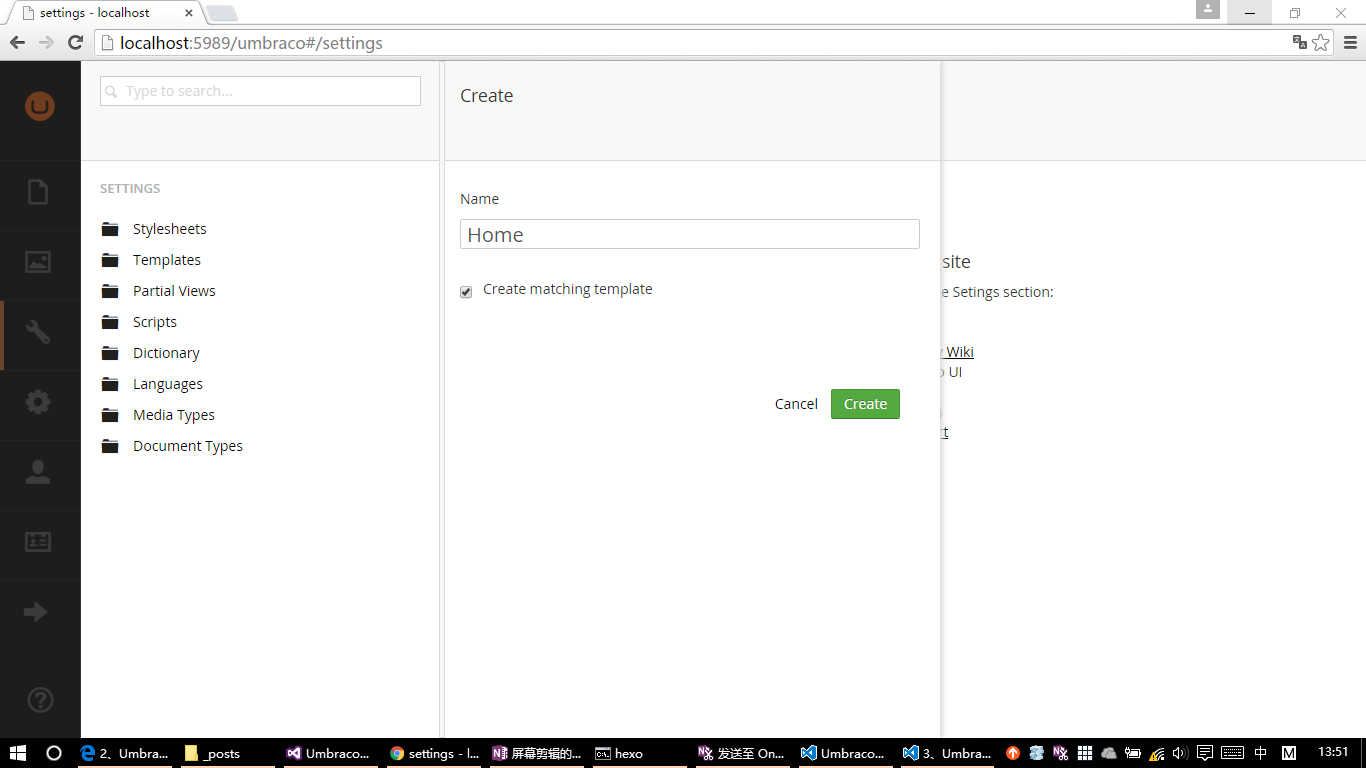 settings - localhost
localhost:5989/umbraco#/settings
Type to search...
Create
SETTINGS
Stylesheets
Templates
Partial Views
Scripts
Dictionary
Languages
Media Types
Document Types
Name
Home
Create matching template
Cancel
Create
site
e Setings section:
Wiki
UI
2、Umbra...
_posts
Umbraco...
settings - l...
屏幕剪辑的...
hexo
发送至 On...
Umbraco...
3、Umbra...
中
M
13:51